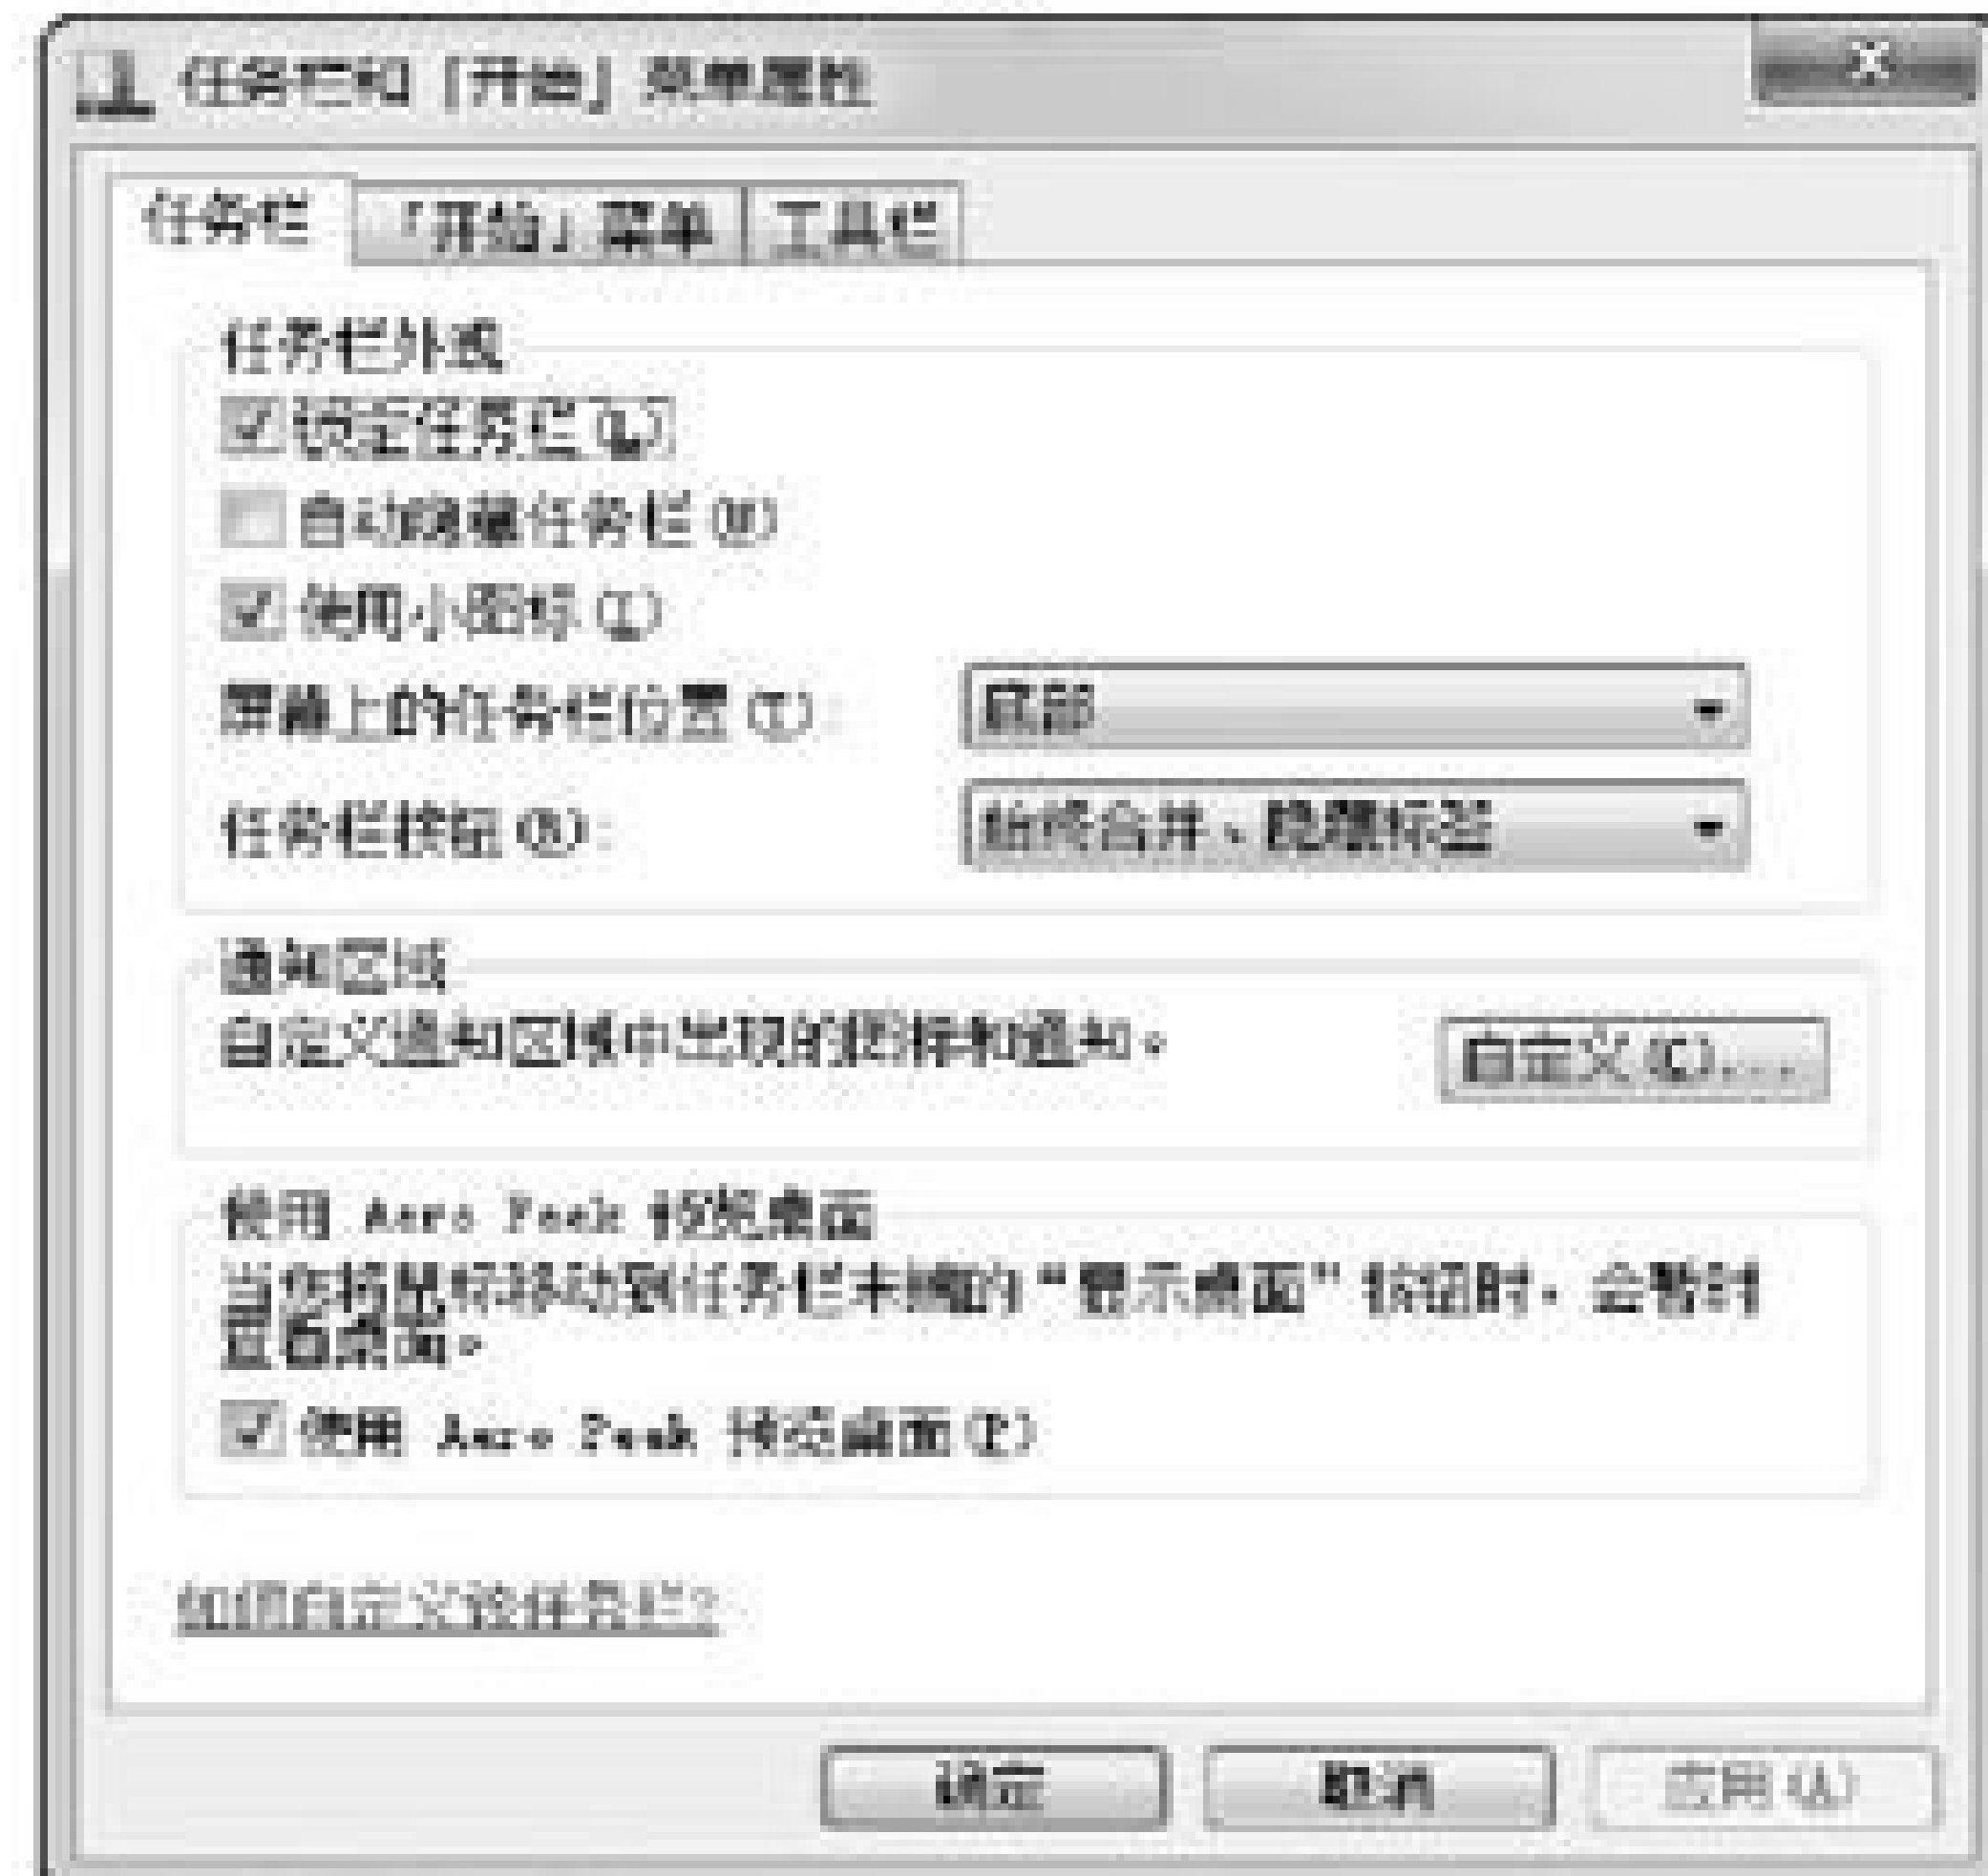 任务栏和「开始」菜单属性
任务栏 「开始」菜单 工具栏
任务栏外观
锁定任务栏(L)
自动隐藏任务栏(U)
使用小图标(I)
屏幕上的任务栏位置(T): 底部
任务栏按钮(B): 始终合并、隐藏标签
通知区域
自定义通知区域中出现的图标和通知。 自定义(C)...
使用 Aero Peek 预览桌面
当您将鼠标移动到任务栏末端的“显示桌面”按钮时，会暂时
查看桌面。
使用 Aero Peek 预览桌面(P)
如何自定义该任务栏?
确定 取消 应用(A)